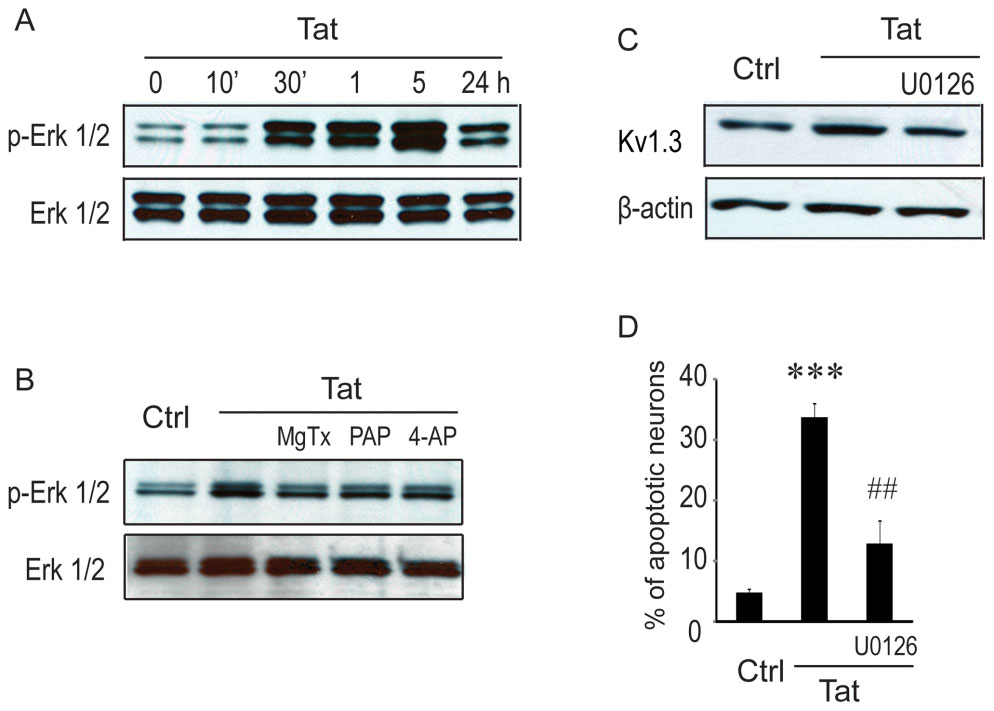 A
Tat
0 10’ 30’ 1 5 24 h
p-Erk 1/2
Erk 1/2
B
Tat
Ctrl
MgTx PAP 4-AP
p-Erk 1/2
Erk 1/2
C
Tat
Ctrl
U0126
Kv1.3
β-actin
D
% of apoptotic neurons
40
30
20
10
0
***
##
U0126
Ctrl
Tat